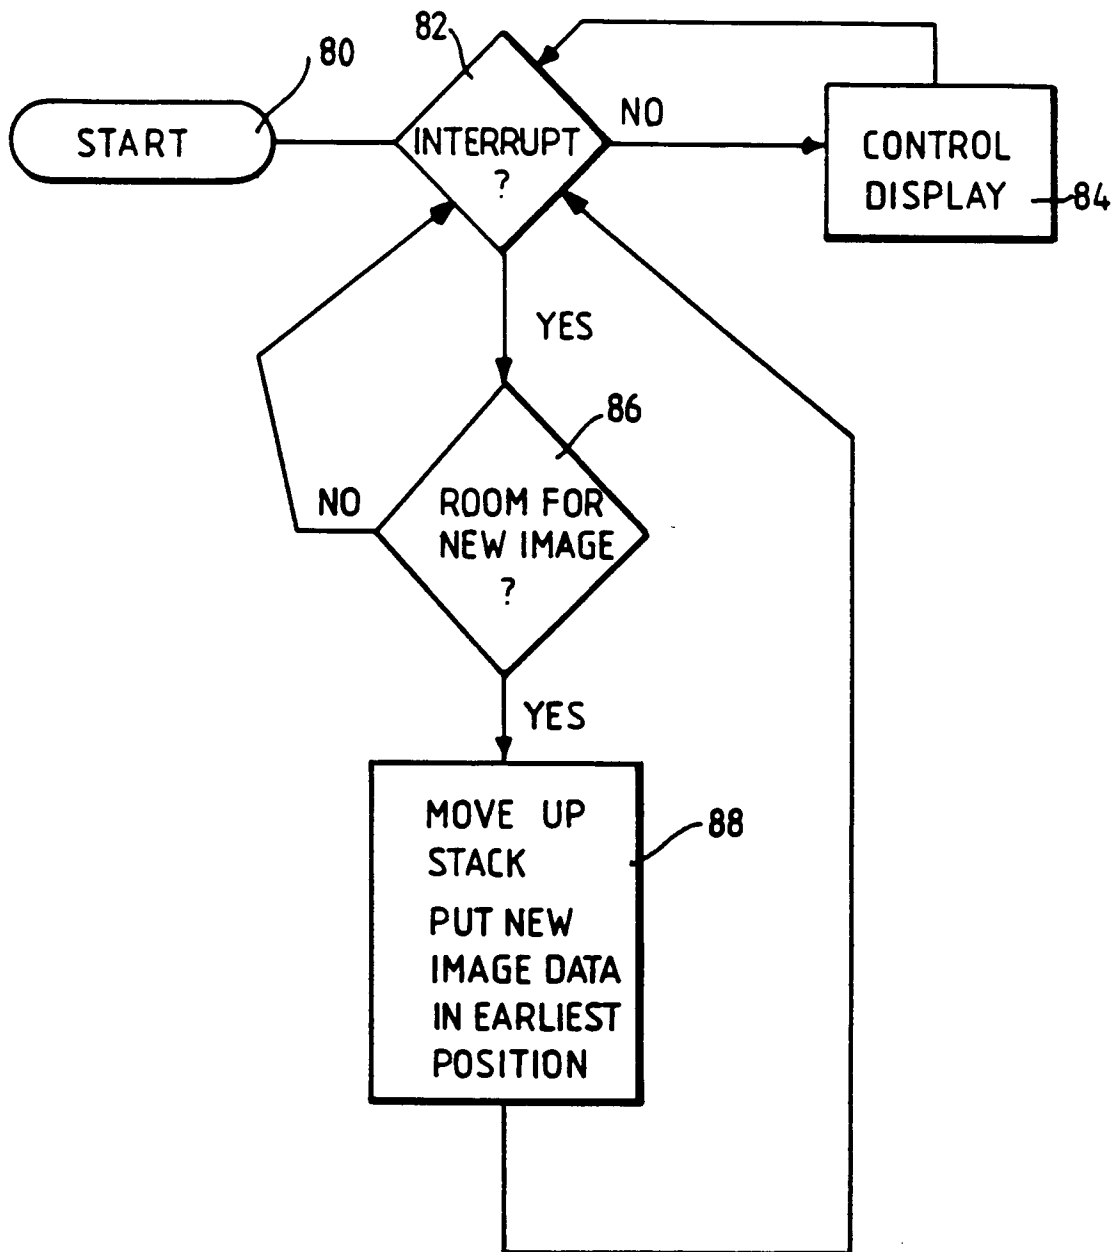 80
START
82
INTERRUPT
?
NO
CONTROL
DISPLAY
84
YES
86
ROOM FOR
NEW IMAGE
?
NO
YES
MOVE UP
STACK
PUT NEW
IMAGE DATA
IN EARLIEST
POSITION
88